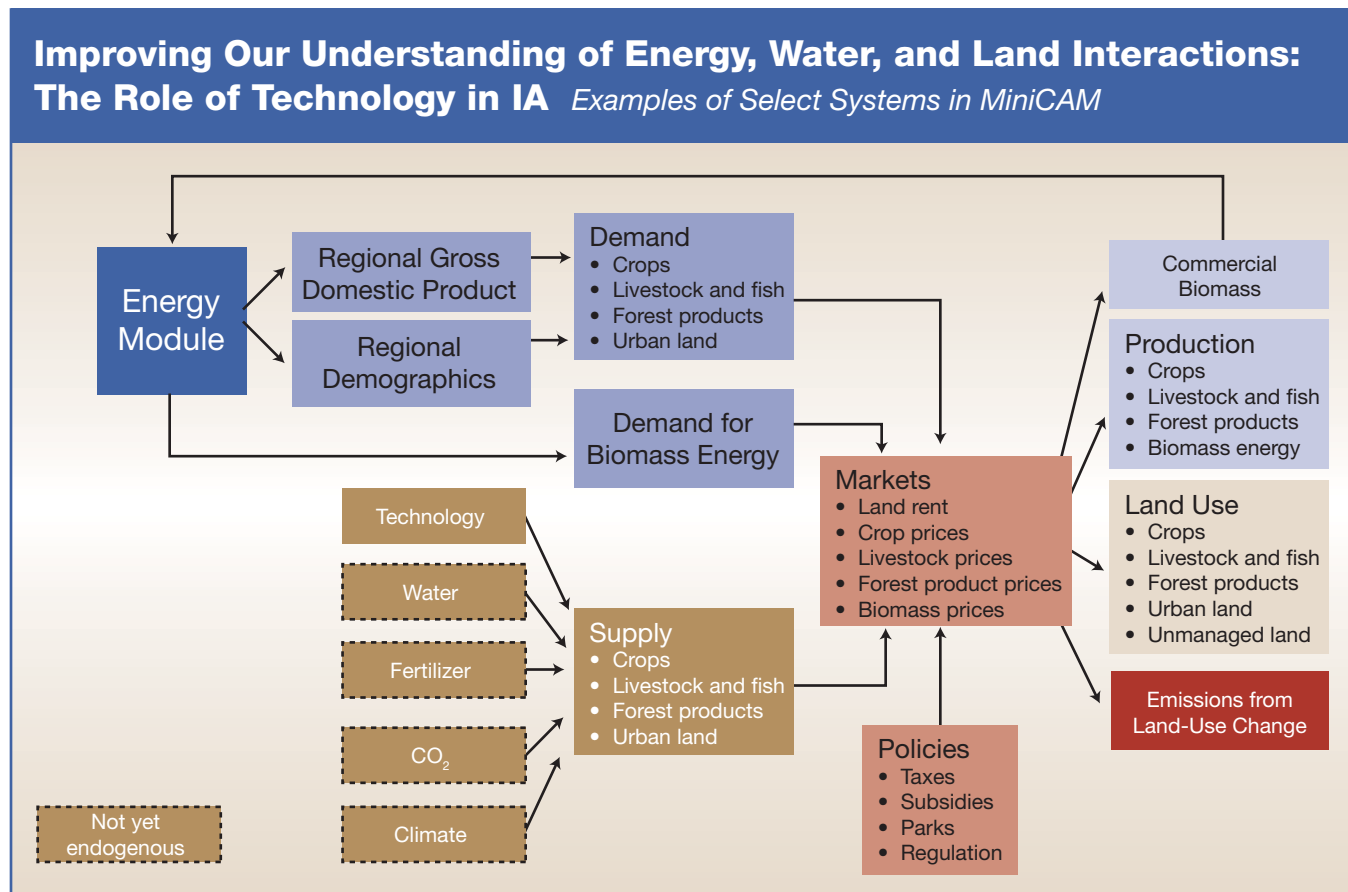 Improving Our Understanding of Energy, Water, and Land Interactions:
The Role of Technology in IA Examples of Select Systems in MiniCAM
Energy
Module
Regional Gross
Domestic Product
Regional
Demographics
Demand
• Crops
• Livestock and fish
• Forest products
• Urban land
Demand for
Biomass Energy
Technology
Water
Fertilizer
CO₂
Climate
Not yet
endogenous
Supply
• Crops
• Livestock and fish
• Forest products
• Urban land
Markets
• Land rent
• Crop prices
• Livestock prices
• Forest product prices
• Biomass prices
Policies
• Taxes
• Subsidies
• Parks
• Regulation
Commercial
Biomass
Production
• Crops
• Livestock and fish
• Forest products
• Biomass energy
Land Use
• Crops
• Livestock and fish
• Forest products
• Urban land
• Unmanaged land
Emissions from
Land-Use Change